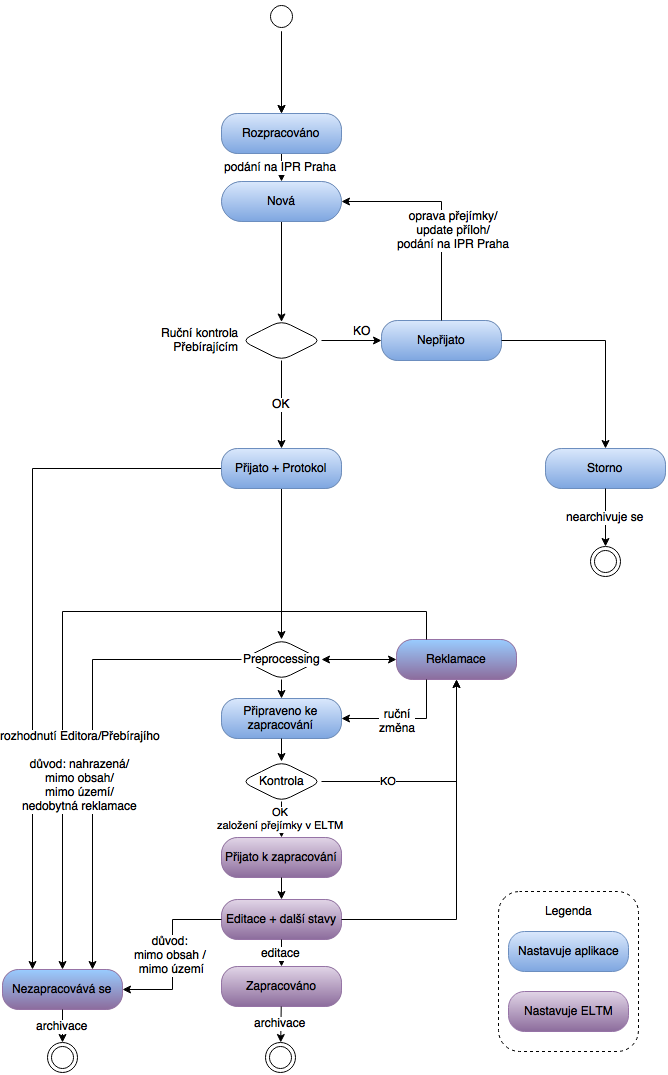 Rozpracováno
podání na IPR Praha
Nová
oprava přejímky/
update příloh/
podání na IPR Praha
Ruční kontrola
Přebírajícím
KO
Nepřijato
OK
Přijato + Protokol
Storno
nearchivuje se
Preprocessing
Reklamace
Připraveno ke
zapracování
ruční
změna
rozhodnutí Editora/Přebírajího
důvod: nahrazená/
mimo obsah/
mimo území/
nedobytná reklamace
Kontrola
KO
OK
založení přejímky v ELTM
Přijato k zapracování
Editace + další stavy
důvod:
mimo obsah /
mimo území
editace
Nezapracovává se
Zapracováno
archivace
archivace
Legenda
Nastavuje aplikace
Nastavuje ELTM